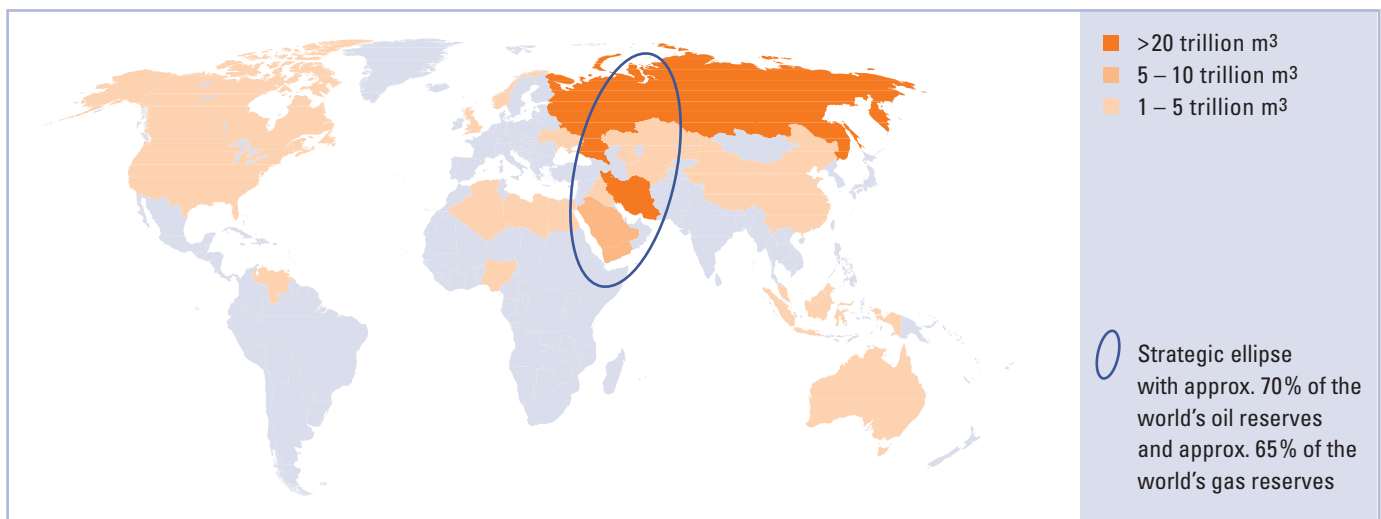 >20 trillion m3
5 – 10 trillion m3
1 – 5 trillion m3
Strategic ellipse
with approx. 70% of the
world's oil reserves
and approx. 65% of the
world's gas reserves